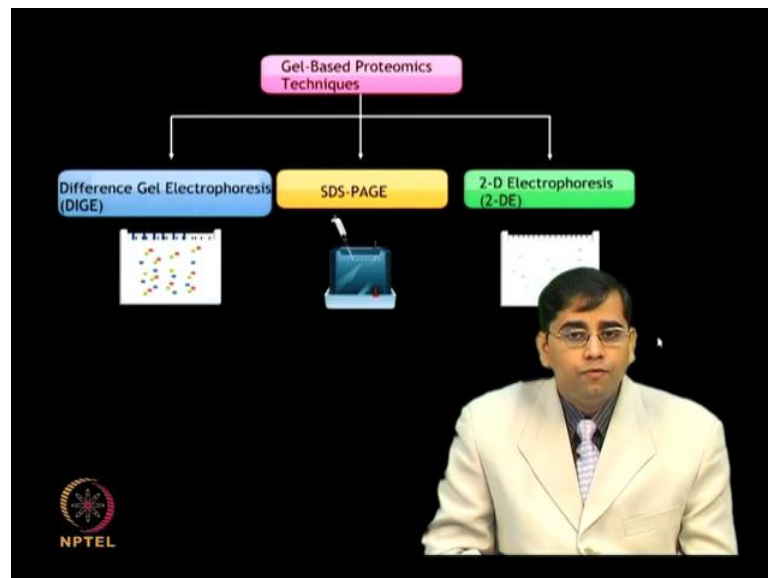 Gel-Based Proteomics
Techniques
Difference Gel Electrophoresis
(DIGE)
SDS-PAGE
2-D Electrophoresis
(2-DE)
NPTEL